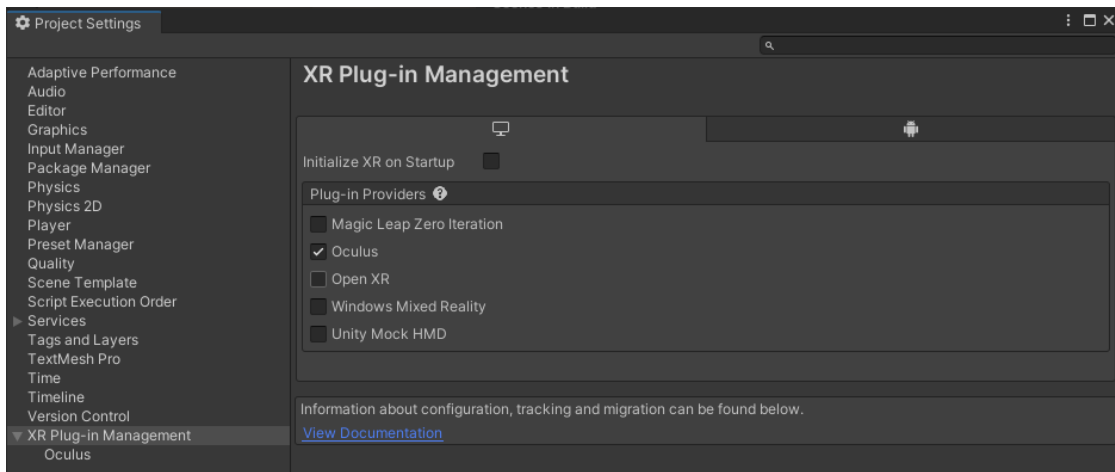 Project Settings
Adaptive Performance
Audio
Editor
Graphics
Input Manager
Package Manager
Physics
Physics 2D
Player
Preset Manager
Quality
Scene Template
Script Execution Order
Services
Tags and Layers
TextMesh Pro
Time
Timeline
Version Control
XR Plug-in Management
Oculus
XR Plug-in Management
Initialize XR on Startup
Plug-in Providers
Magic Leap Zero Iteration
Oculus
Open XR
Windows Mixed Reality
Unity Mock HMD
Information about configuration, tracking and migration can be found below.
View Documentation